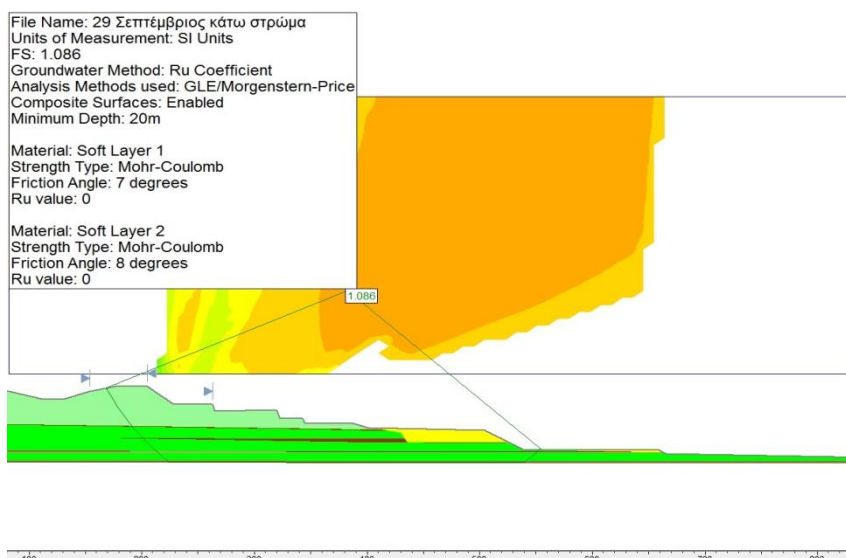 File Name: 29 Σεπτέμβριος κάτω στρώμα
Units of Measurement: SI Units
FS: 1.086
Groundwater Method: Ru Coefficient
Analysis Methods used: GLE/Morgenstern-Price
Composite Surfaces: Enabled
Minimum Depth: 20m
Material: Soft Layer 1
Strength Type: Mohr-Coulomb
Friction Angle: 7 degrees
Ru value: 0
Material: Soft Layer 2
Strength Type: Mohr-Coulomb
Friction Angle: 8 degrees
Ru value: 0
1.086